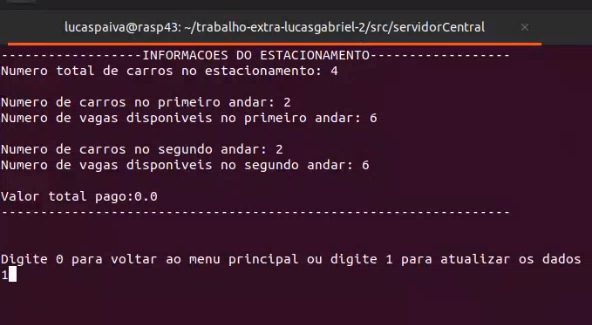 lucaspaiva@rasp43: ~/trabalho-extra-lucasgabriel-2/src/servidorCentral ×
------------------INFORMACOES DO ESTACIONAMENTO------------------
Numero total de carros no estacionamento: 4
Numero de carros no primeiro andar: 2
Numero de vagas disponiveis no primeiro andar: 6
Numero de carros no segundo andar: 2
Numero de vagas disponiveis no segundo andar: 6
Valor total pago:0.0
-----------------------------------------------------------------
Digite 0 para voltar ao menu principal ou digite 1 para atualizar os dados
1